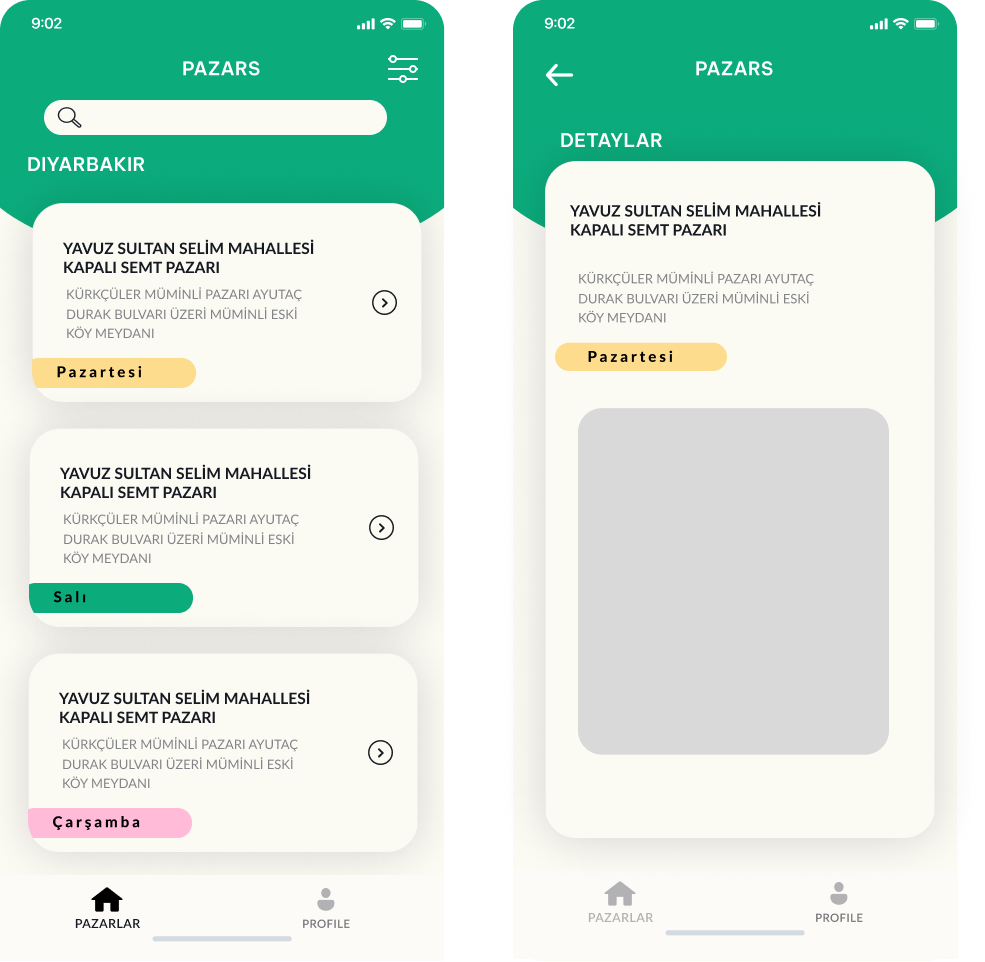 9:02
PAZARS
DIYARBAKIR
YAVUZ SULTAN SELİM MAHALLESİ
KAPALI SEMT PAZARI
KÜRKÇÜLER MÜMİNLİ PAZARI AYUTAÇ
DURAK BULVARI ÜZERİ MÜMİNLİ ESKİ
KÖY MEYDANI
Pazartesi
YAVUZ SULTAN SELİM MAHALLESİ
KAPALI SEMT PAZARI
KÜRKÇÜLER MÜMİNLİ PAZARI AYUTAÇ
DURAK BULVARI ÜZERİ MÜMİNLİ ESKİ
KÖY MEYDANI
Salı
YAVUZ SULTAN SELİM MAHALLESİ
KAPALI SEMT PAZARI
KÜRKÇÜLER MÜMİNLİ PAZARI AYUTAÇ
DURAK BULVARI ÜZERİ MÜMİNLİ ESKİ
KÖY MEYDANI
Çarşamba
PAZARLAR
PROFILE
9:02
PAZARS
DETAYLAR
YAVUZ SULTAN SELİM MAHALLESİ
KAPALI SEMT PAZARI
KÜRKÇÜLER MÜMİNLİ PAZARI AYUTAÇ
DURAK BULVARI ÜZERİ MÜMİNLİ ESKİ
KÖY MEYDANI
Pazartesi
PAZARLAR
PROFILE